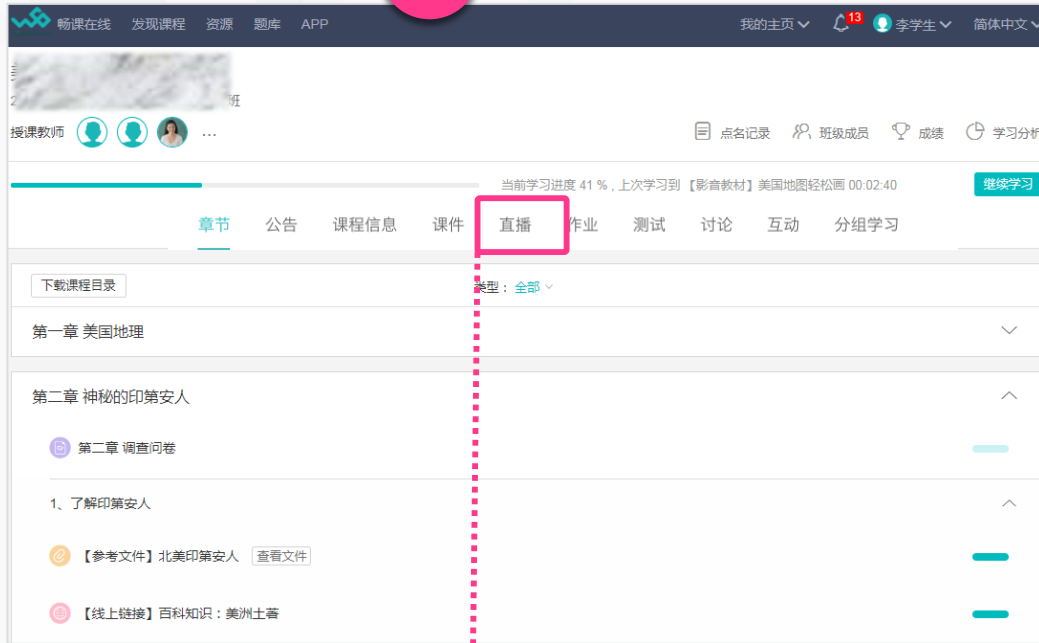 畅课在线 发现课程 资源 题库 APP 我的主页 13 李学生 简体中文
班
授课教师 ... 点名记录 班级成员 成绩 学习分析
当前学习进度 41 % , 上次学习到 【影音教材】美国地图轻松画 00:02:40 继续学习
章节 公告 课程信息 课件 直播 作业 测试 讨论 互动 分组学习
下载课程目录 类型： 全部
第一章 美国地理
第二章 神秘的印第安人
第二章 调查问卷
1、了解印第安人
【参考文件】北美印第安人 查看文件
【线上链接】百科知识：美洲土著